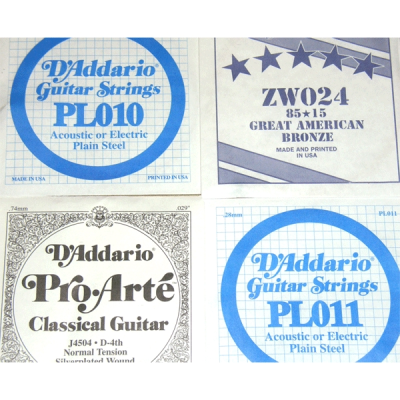 D'Addario
Guitar Strings
PL010
Acoustic or Electric
Plain Steel
MADE IN USA
PRINTED IN USA
ZW024
85★15
GREAT AMERICAN
BRONZE
MADE AND PRINTED
IN USA
.74mm
.029"
D'Addario
Pro•Arté
Classical Guitar
J4504 • D-4th
Normal Tension
Silverplated Wound
.28mm
PL011
D'Addario
Guitar Strings
PL011
Acoustic or Electric
Plain Steel